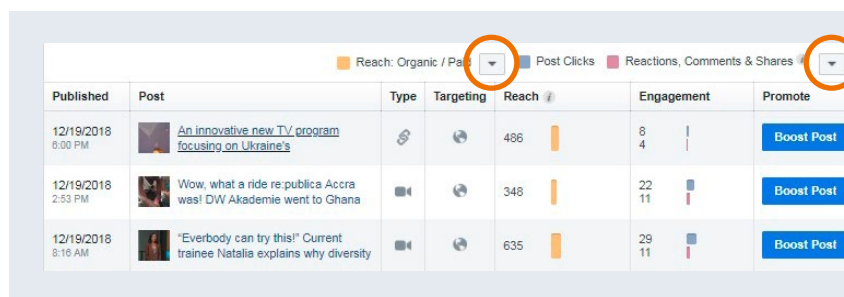 Reach: Organic / Paid Post Clicks Reactions, Comments & Shares i
Published Post Type Targeting Reach i Engagement Promote
12/19/2018 An innovative new TV program 486 8 Boost Post
6:00 PM focusing on Ukraine's 4
12/19/2018 Wow, what a ride re:publica Accra 348 22 Boost Post
2:53 PM was! DW Akademie went to Ghana 11
12/19/2018 "Everbody can try this!" Current 635 29 Boost Post
8:16 AM trainee Natalia explains why diversity 11